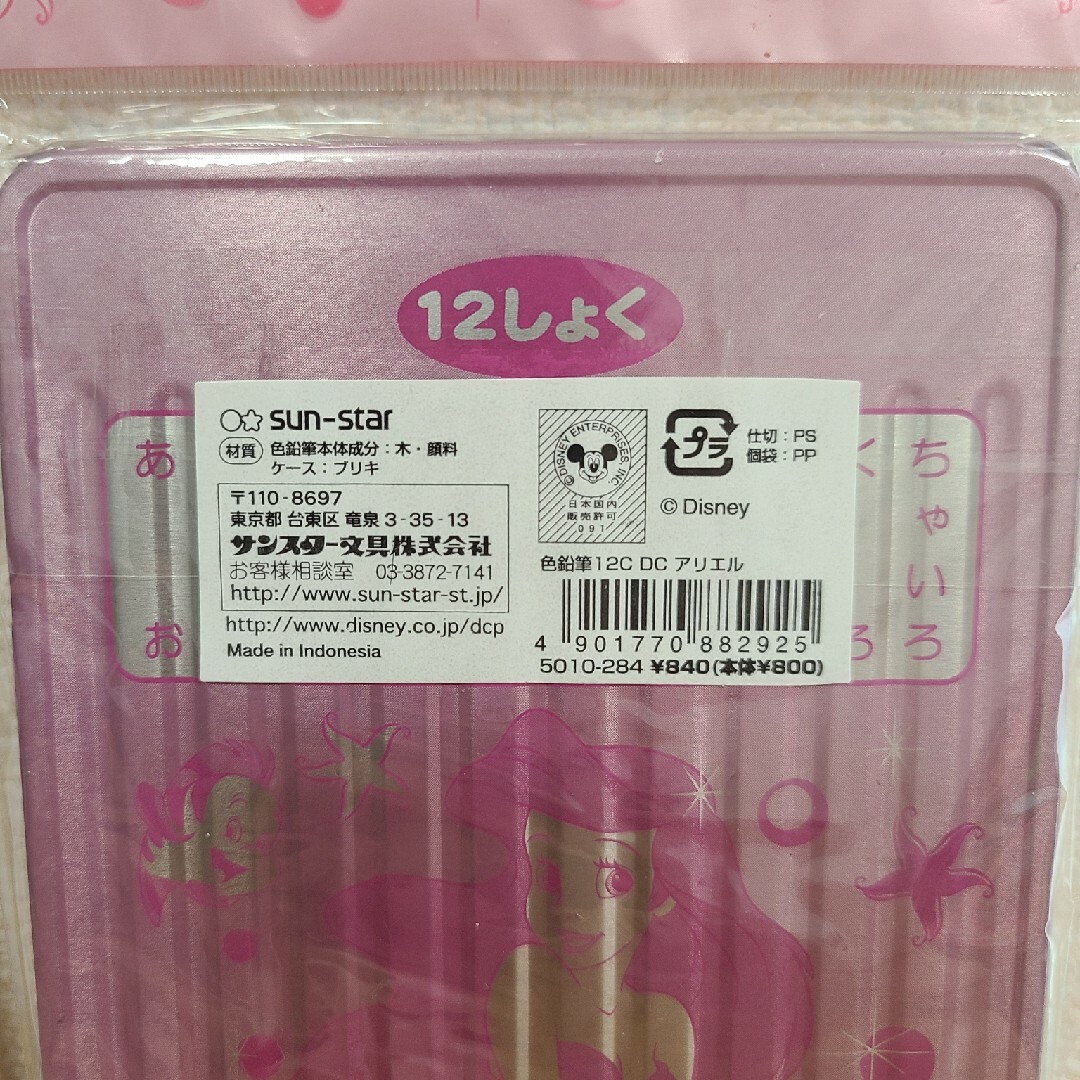 12しょく
sun-star
材質 色鉛筆本体成分：木・顔料
ケース：ブリキ
〒110-8697
東京都 台東区 竜泉 3-35-13
サンスター文具株式会社
お客様相談室 03-3872-7141
http://www.sun-star-st.jp/
http://www.disney.co.jp/dcp
Made in Indonesia
©DISNEY ENTERPRISES, INC
日本国内
販売許可
091
プラ
仕切：PS
個袋：PP
© Disney
色鉛筆12C DC アリエル
4 901770 882925
5010-284 ¥840(本体¥800)
あ
お
く
ろ
ちゃいろ